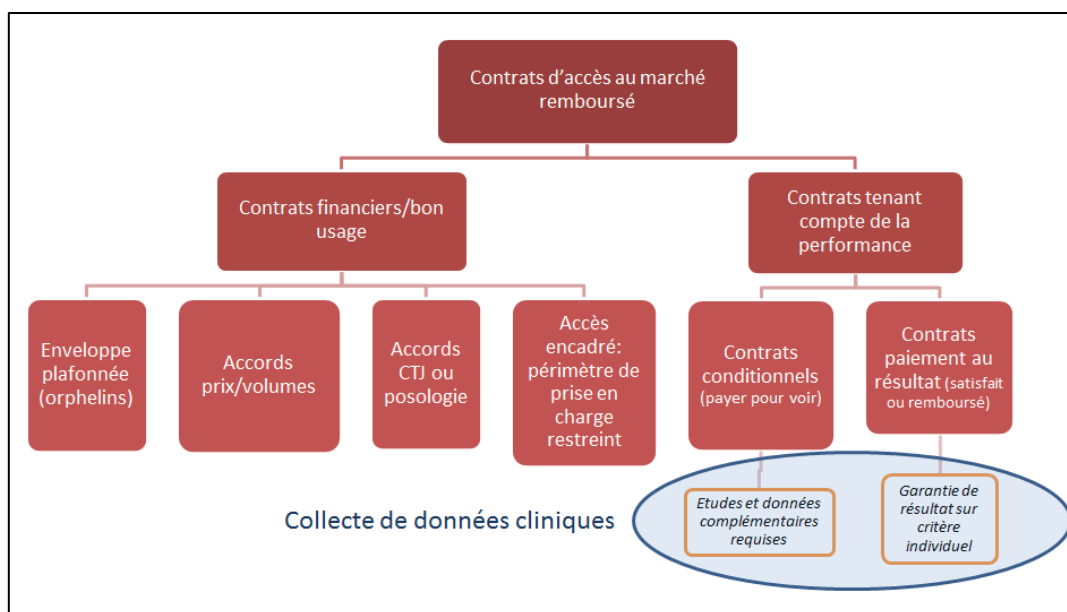 Contrats d'accès au marché
remboursé
Contrats financiers/bon
usage
Contrats tenant
compte de la
performance
Enveloppe
plafonnée
(orphelins)
Accords
prix/volumes
Accords
CTJ ou
posologie
Accès
encadré:
périmètre de
prise en
charge
restreint
Contrats
conditionnels
(payer pour voir)
Contrats
paiement au
résultat (satisfait
ou remboursé)
Collecte de données cliniques
Etudes et données
complémentaires
requises
Garantie de
résultat sur
critère
individuel